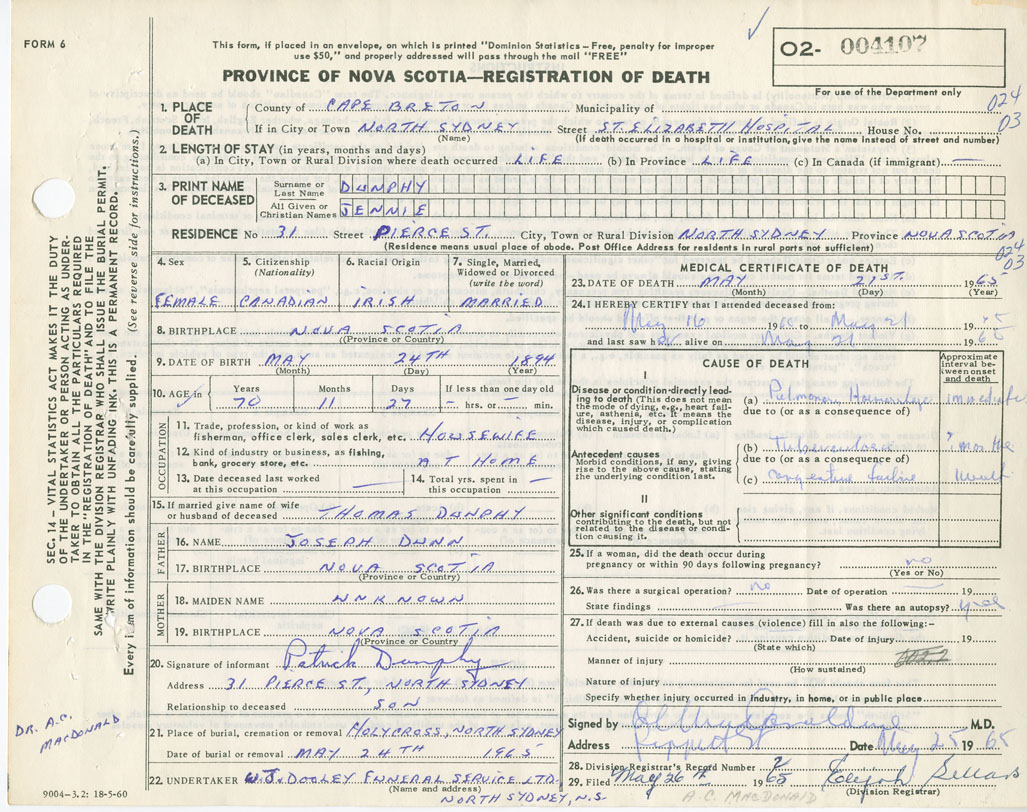 FORM 6
This form, if placed in an envelope, on which is printed "Dominion Statistics – Free, penalty for improper
use $50," and properly addressed will pass through the mail "FREE"
PROVINCE OF NOVA SCOTIA—REGISTRATION OF DEATH
O2- 004107
For use of the Department only
024
03
1. PLACE OF DEATH
County of CAPE BRETON Municipality of
If in City or Town NORTH SYDNEY Street ST. ELIZABETH HOSPITAL House No.
(Name) (If death occurred in a hospital or institution, give the name instead of street and number)
2. LENGTH OF STAY (in years, months and days)
(a) In City, Town or Rural Division where death occurred LIFE (b) In Province LIFE (c) In Canada (if immigrant) —
3. PRINT NAME OF DECEASED
Surname or Last Name DUNPHY
All Given or Christian Names JENNIE
RESIDENCE No 31 Street PIERCE ST. City, Town or Rural Division NORTH SYDNEY Province NOVA SCOTIA
(Residence means usual place of abode. Post Office Address for residents in rural parts not sufficient)
024
03
4. Sex
FEMALE
5. Citizenship
(Nationality)
CANADIAN
6. Racial Origin
IRISH
7. Single, Married,
Widowed or Divorced
(write the word)
MARRIED
8. BIRTHPLACE NOVA SCOTIA
(Province or Country)
9. DATE OF BIRTH MAY 24TH 1894
(Month) (Day) (Year)
10. AGE in
Years Months Days If less than one day old
70 11 27 – hrs. or – min.
OCCUPATION
11. Trade, profession, or kind of work as
fisherman, office clerk, sales clerk, etc. HOUSEWIFE
12. Kind of industry or business, as fishing,
bank, grocery store, etc. AT HOME
13. Date deceased last worked
at this occupation —
14. Total yrs. spent in
this occupation —
15. If married give name of wife
or husband of deceased THOMAS DUNPHY
FATHER
16. NAME JOSEPH DUNN
17. BIRTHPLACE NOVA SCOTIA
(Province or Country)
MOTHER
18. MAIDEN NAME UNKNOWN
19. BIRTHPLACE NOVA SCOTIA
(Province or Country)
20. Signature of informant Patrick Dunphy
Address 31 PIERCE ST., NORTH SYDNEY
Relationship to deceased SON
21. Place of burial, cremation or removal HOLYCROSS, NORTH SYDNEY
Date of burial or removal MAY 24TH 1965
22. UNDERTAKER W.J. DOOLEY FUNERAL SERVICE LTD.
(Name and address)
NORTH SYDNEY, N.S.
MEDICAL CERTIFICATE OF DEATH
23. DATE OF DEATH MAY 21ST. 1965
(Month) (Day) (Year)
24. I HEREBY CERTIFY that I attended deceased from:
May 16 19 to May 21 19
and last saw her alive on May 21 1965
CAUSE OF DEATH
Approximate
interval between
onset
and death
I
Disease or condition directly leading
to death (This does not mean
the mode of dying, e.g., heart failure,
asthenia, etc. It means the
disease, injury, or complication
which caused death.)
(a) Pulmonary Haemorrhage immediate
due to (or as a consequence of)
Antecedent causes
Morbid conditions, if any, giving
rise to the above cause, stating
the underlying condition last.
(b) Tuberculosis ? months
due to (or as a consequence of)
(c) congestive failure
II
Other significant conditions
contributing to the death, but not
related to the disease or condition
causing it.
25. If a woman, did the death occur during
pregnancy or within 90 days following pregnancy? no
(Yes or No)
26. Was there a surgical operation? no Date of operation — 19
State findings Was there an autopsy?
27. If death was due to external causes (violence) fill in also the following:–
Accident, suicide or homicide? Date of injury 19
(State which)
Manner of injury
(How sustained)
Nature of injury
Specify whether injury occurred in Industry, in home, or in public place
Signed by M.D.
Address Date May 25 1965
28. Division Registrar's Record Number
29. Filed May 26th 1965 Elijah Sellars
(Division Registrar)
A.C. MACDONALD
9004-3.2: 18-5-60
DR. A.C.
MACDONALD
SEC. 14 – VITAL STATISTICS ACT MAKES IT THE DUTY
OF THE UNDERTAKER OR PERSON ACTING AS UNDERTAKER
TO OBTAIN ALL THE PARTICULARS REQUIRED
IN THE "REGISTRATION OF DEATH" AND TO FILE THE
SAME WITH THE DIVISION REGISTRAR WHO SHALL ISSUE THE BURIAL PERMIT.
WRITE PLAINLY WITH UNFADING INK. THIS IS A PERMANENT RECORD.
Every item of information should be carefully supplied. (See reverse side for instructions.)